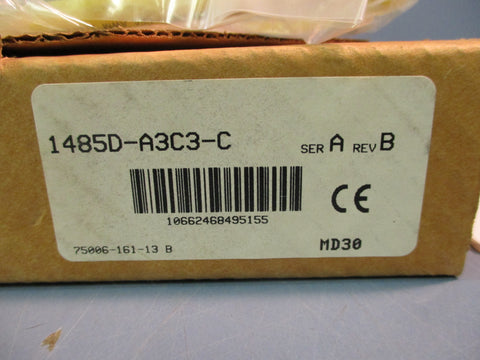 1485D-A3C3-C SER A REV B
10662468495155 CE
75006-161-13 B MD30